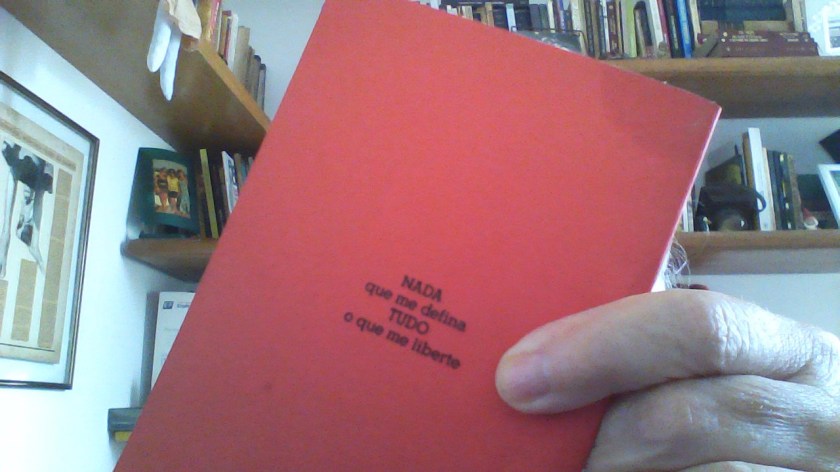 NADA
que me defina
TUDO
o que me liberte